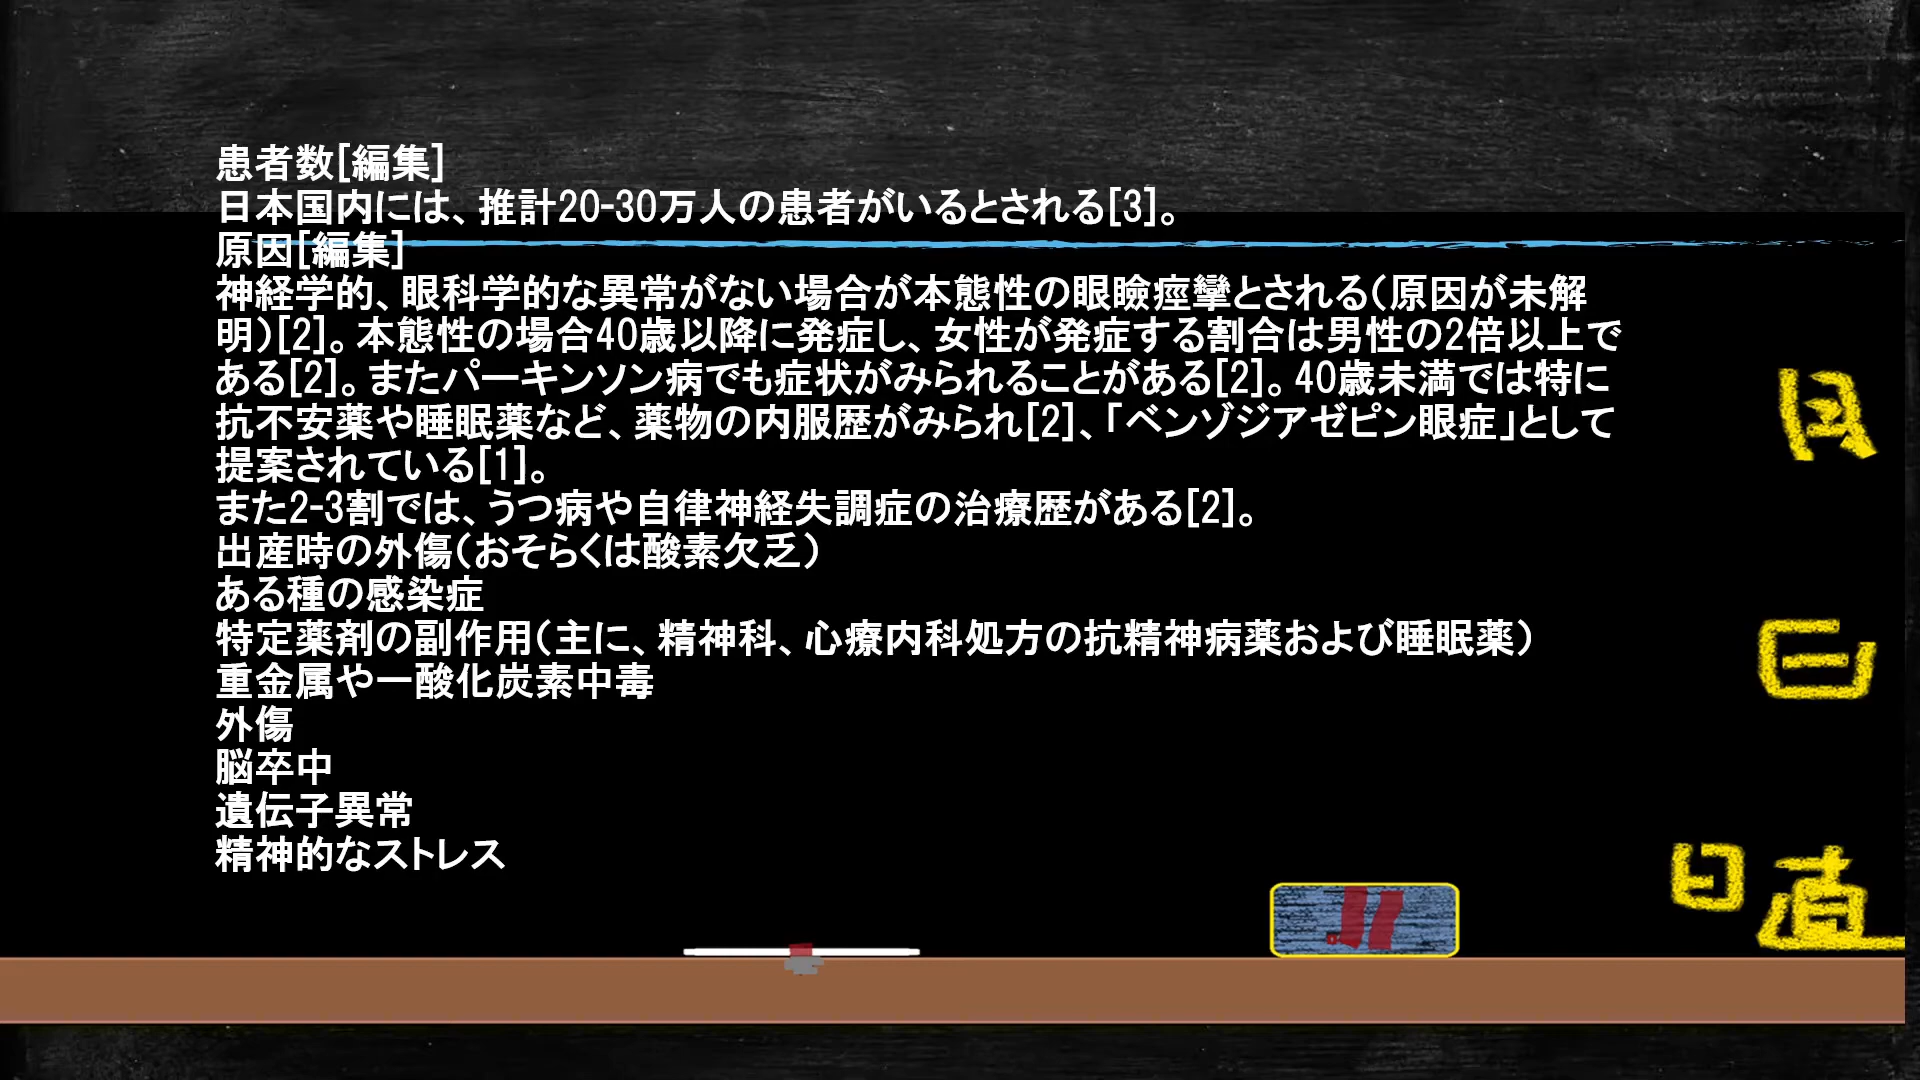 患者数[編集]
日本国内には、推計20-30万人の患者がいるとされる[3]。
原因[編集]
神経学的、眼科学的な異常がない場合が本態性の眼瞼痙攣とされる（原因が未解
明）[2]。本態性の場合40歳以降に発症し、女性が発症する割合は男性の2倍以上で
ある[2]。またパーキンソン病でも症状がみられることがある[2]。40歳未満では特に
抗不安薬や睡眠薬など、薬物の内服歴がみられ[2]、「ベンゾジアゼピン眼症」として
提案されている[1]。
また2-3割では、うつ病や自律神経失調症の治療歴がある[2]。
出産時の外傷（おそらくは酸素欠乏）
ある種の感染症
特定薬剤の副作用（主に、精神科、心療内科処方の抗精神病薬および睡眠薬）
重金属や一酸化炭素中毒
外傷
脳卒中
遺伝子異常
精神的なストレス
日直